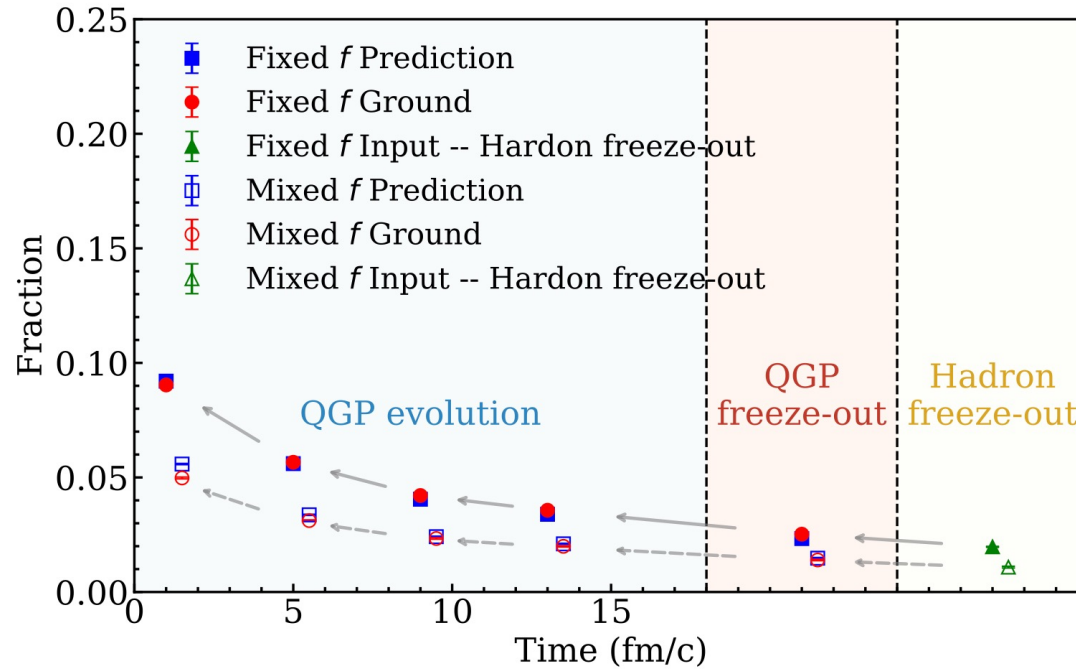 0.25
0.20
0.15
0.10
0.05
0.00
Fraction
Fixed f Prediction
Fixed f Ground
Fixed f Input -- Hardon freeze-out
Mixed f Prediction
Mixed f Ground
Mixed f Input -- Hardon freeze-out
QGP evolution
QGP
freeze-out
Hadron
freeze-out
0 5 10 15
Time (fm/c)